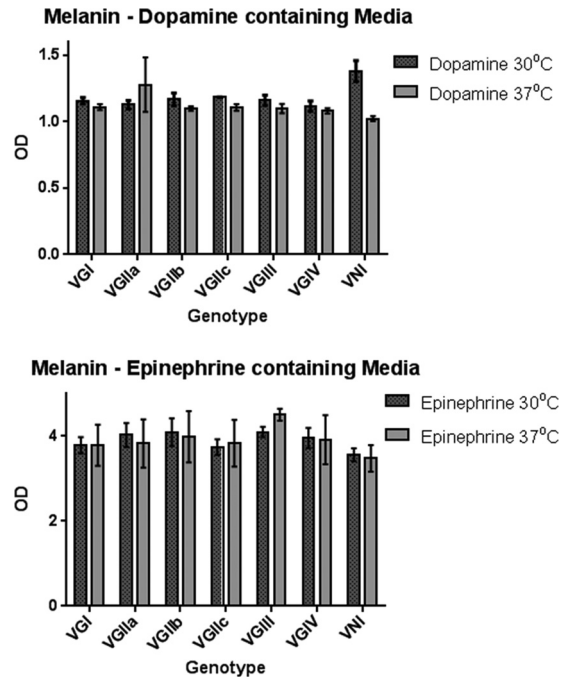 Melanin - Dopamine containing Media
Dopamine 30⁰C
Dopamine 37⁰C
OD
1.5
1.0
1.5
0.0
VGI
VGIIa
VGIIb
VGIIc
VGIII
VGIV
VNI
Genotype
Melanin - Epinephrine containing Media
Epinephrine 30⁰C
Epinephrine 37⁰C
OD
4
2
0
VGI
VGIIa
VGIIb
VGIIc
VGIII
VGIV
VNI
Genotype